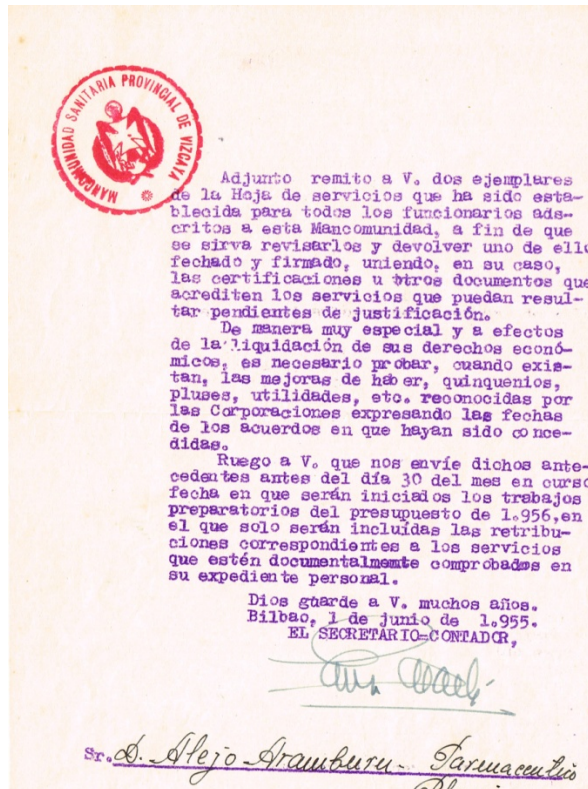 MANCOMUNIDAD SANITARIA PROVINCIAL DE VIZCAYA
Adjunto remito a V. dos ejemplares
de la Hoja de servicios que ha sido esta-
blecida para todos los funcionarios ads-
critos a esta Mancomunidad, a fin de que
se sirva revisarlos y devolver uno de ello
fechado y firmado, uniendo, en su caso,
las certificaciones u otros documentos que
acrediten los servicios que puedan resul-
tar pendientes de justificación.
De manera muy especial y a efectos
de la liquidación de sus derechos econó-
micos, es necesario probar, cuando exis-
tan, las mejoras de haber, quinquenios,
pluses, utilidades, etc. reconocidas por
las Corporaciones expresando las fechas
de los acuerdos en que hayan sido conce-
didas.
Ruego a V. que nos envíe dichos ante-
cedentes antes del día 30 del mes en curso
fecha en que serán iniciados los trabajos
preparatorios del presupuesto de 1.956,en
el que solo serán incluídas las retribu-
ciones correspondientes a los servicios
que estén documentalmente comprobados en
su expediente personal.
Dios guarde a V. muchos años.
Bilbao, 1 de junio de 1.955.
EL SECRETARIO=CONTADOR,
Sr. D. Alejo Aramburu - Farmaceutico